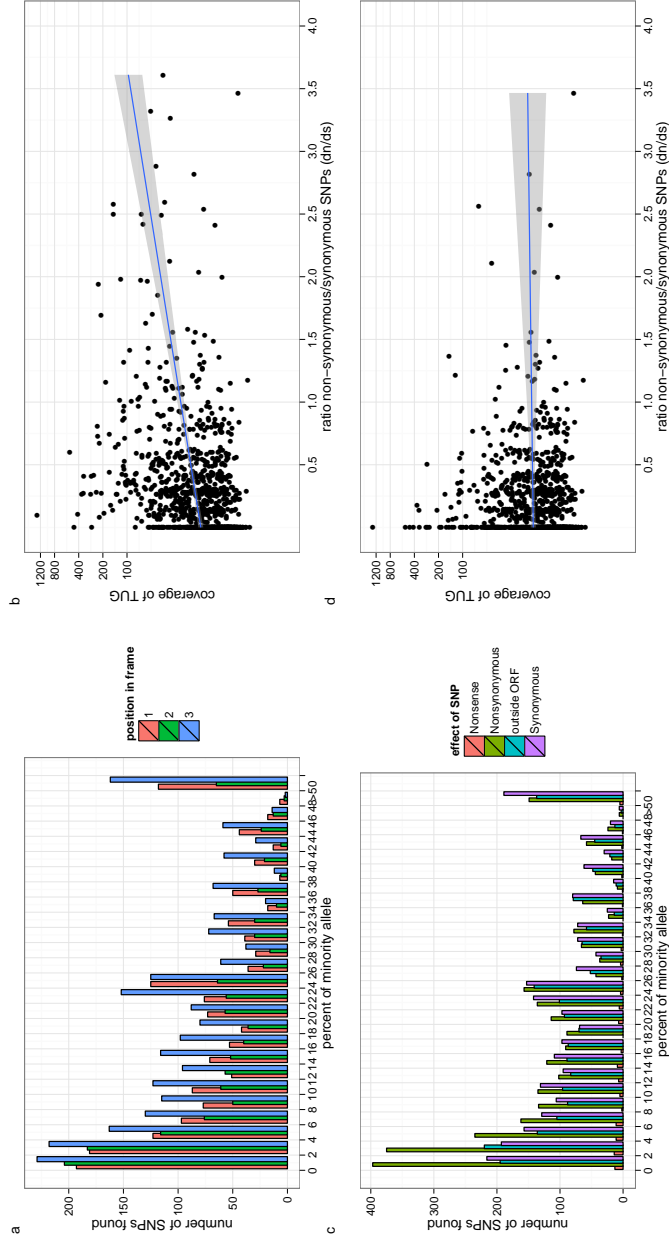 a
number of SNPs found
200
150
100
50
0
0 2 4 6 8 10 12 14 16 18 20 22 24 26 28 30 32 34 36 38 40 42 44 46 48 >50
percent of minority allele
position in frame
1
2
3
b
coverage of TUG
1200
800
400
200
100
0.5 1.0 1.5 2.0 2.5 3.0 3.5 4.0
ratio non−synonymous/synonymous SNPs (dn/ds)
c
number of SNPs found
400
300
200
100
0
0 2 4 6 8 10 12 14 16 18 20 22 24 26 28 30 32 34 36 38 40 42 44 46 48 >50
percent of minority allele
effect of SNP
Nonsense
Nonsynonymous
outside ORF
Synonymous
d
coverage of TUG
1200
800
400
200
100
0.5 1.0 1.5 2.0 2.5 3.0 3.5 4.0
ratio non−synonymous/synonymous SNPs (dn/ds)